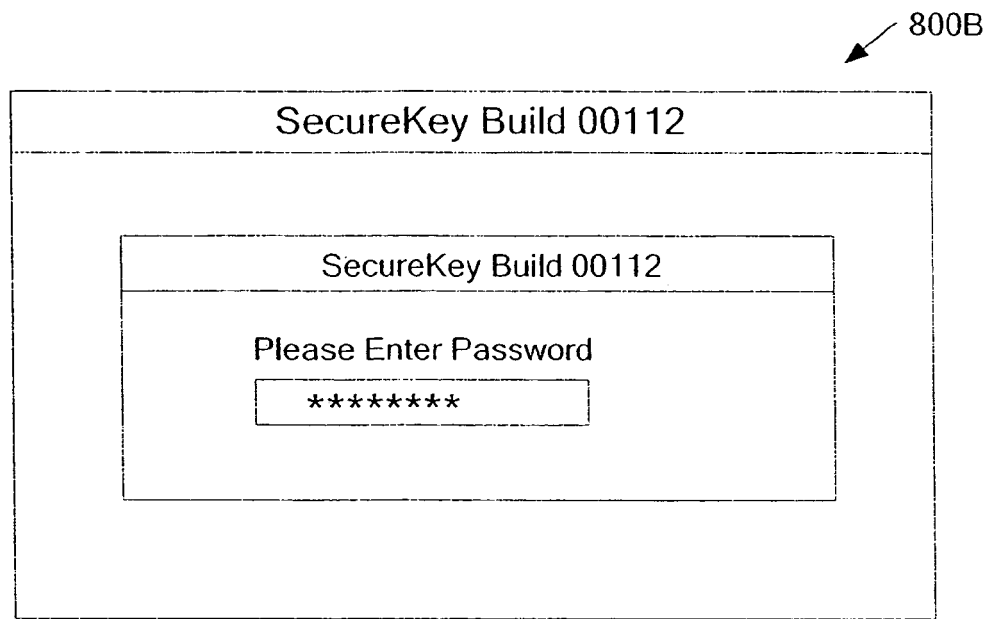 800B
SecureKey Build 00112
SecureKey Build 00112
Please Enter Password
********